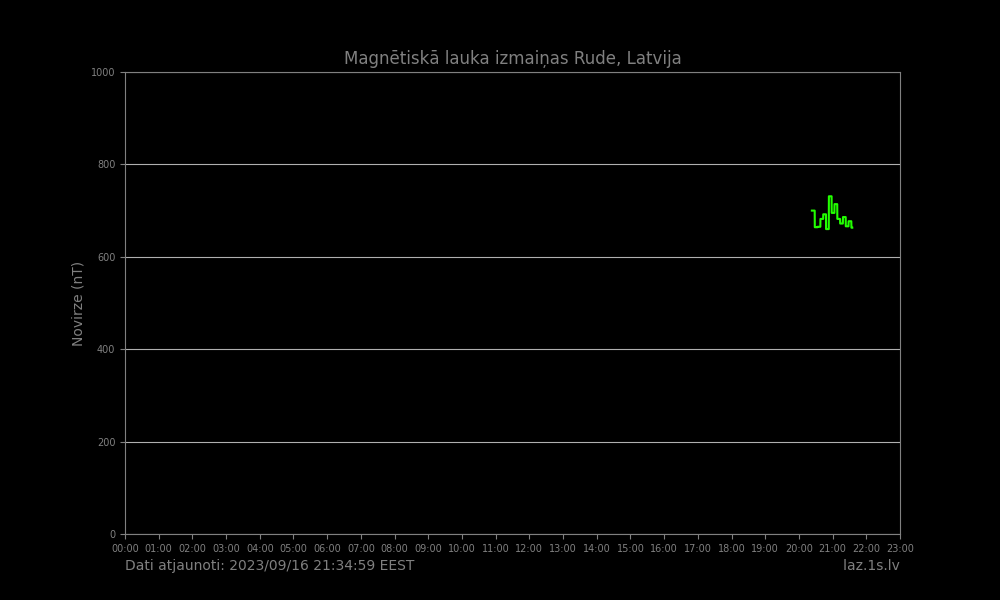 Magnētiskā lauka izmaiņas Rude, Latvija
1000
800
600
400
200
0
Novirze (nT)
00:00 01:00 02:00 03:00 04:00 05:00 06:00 07:00 08:00 09:00 10:00 11:00 12:00 13:00 14:00 15:00 16:00 17:00 18:00 19:00 20:00 21:00 22:00 23:00
Dati atjaunoti: 2023/09/16 21:34:59 EEST laz.1s.lv